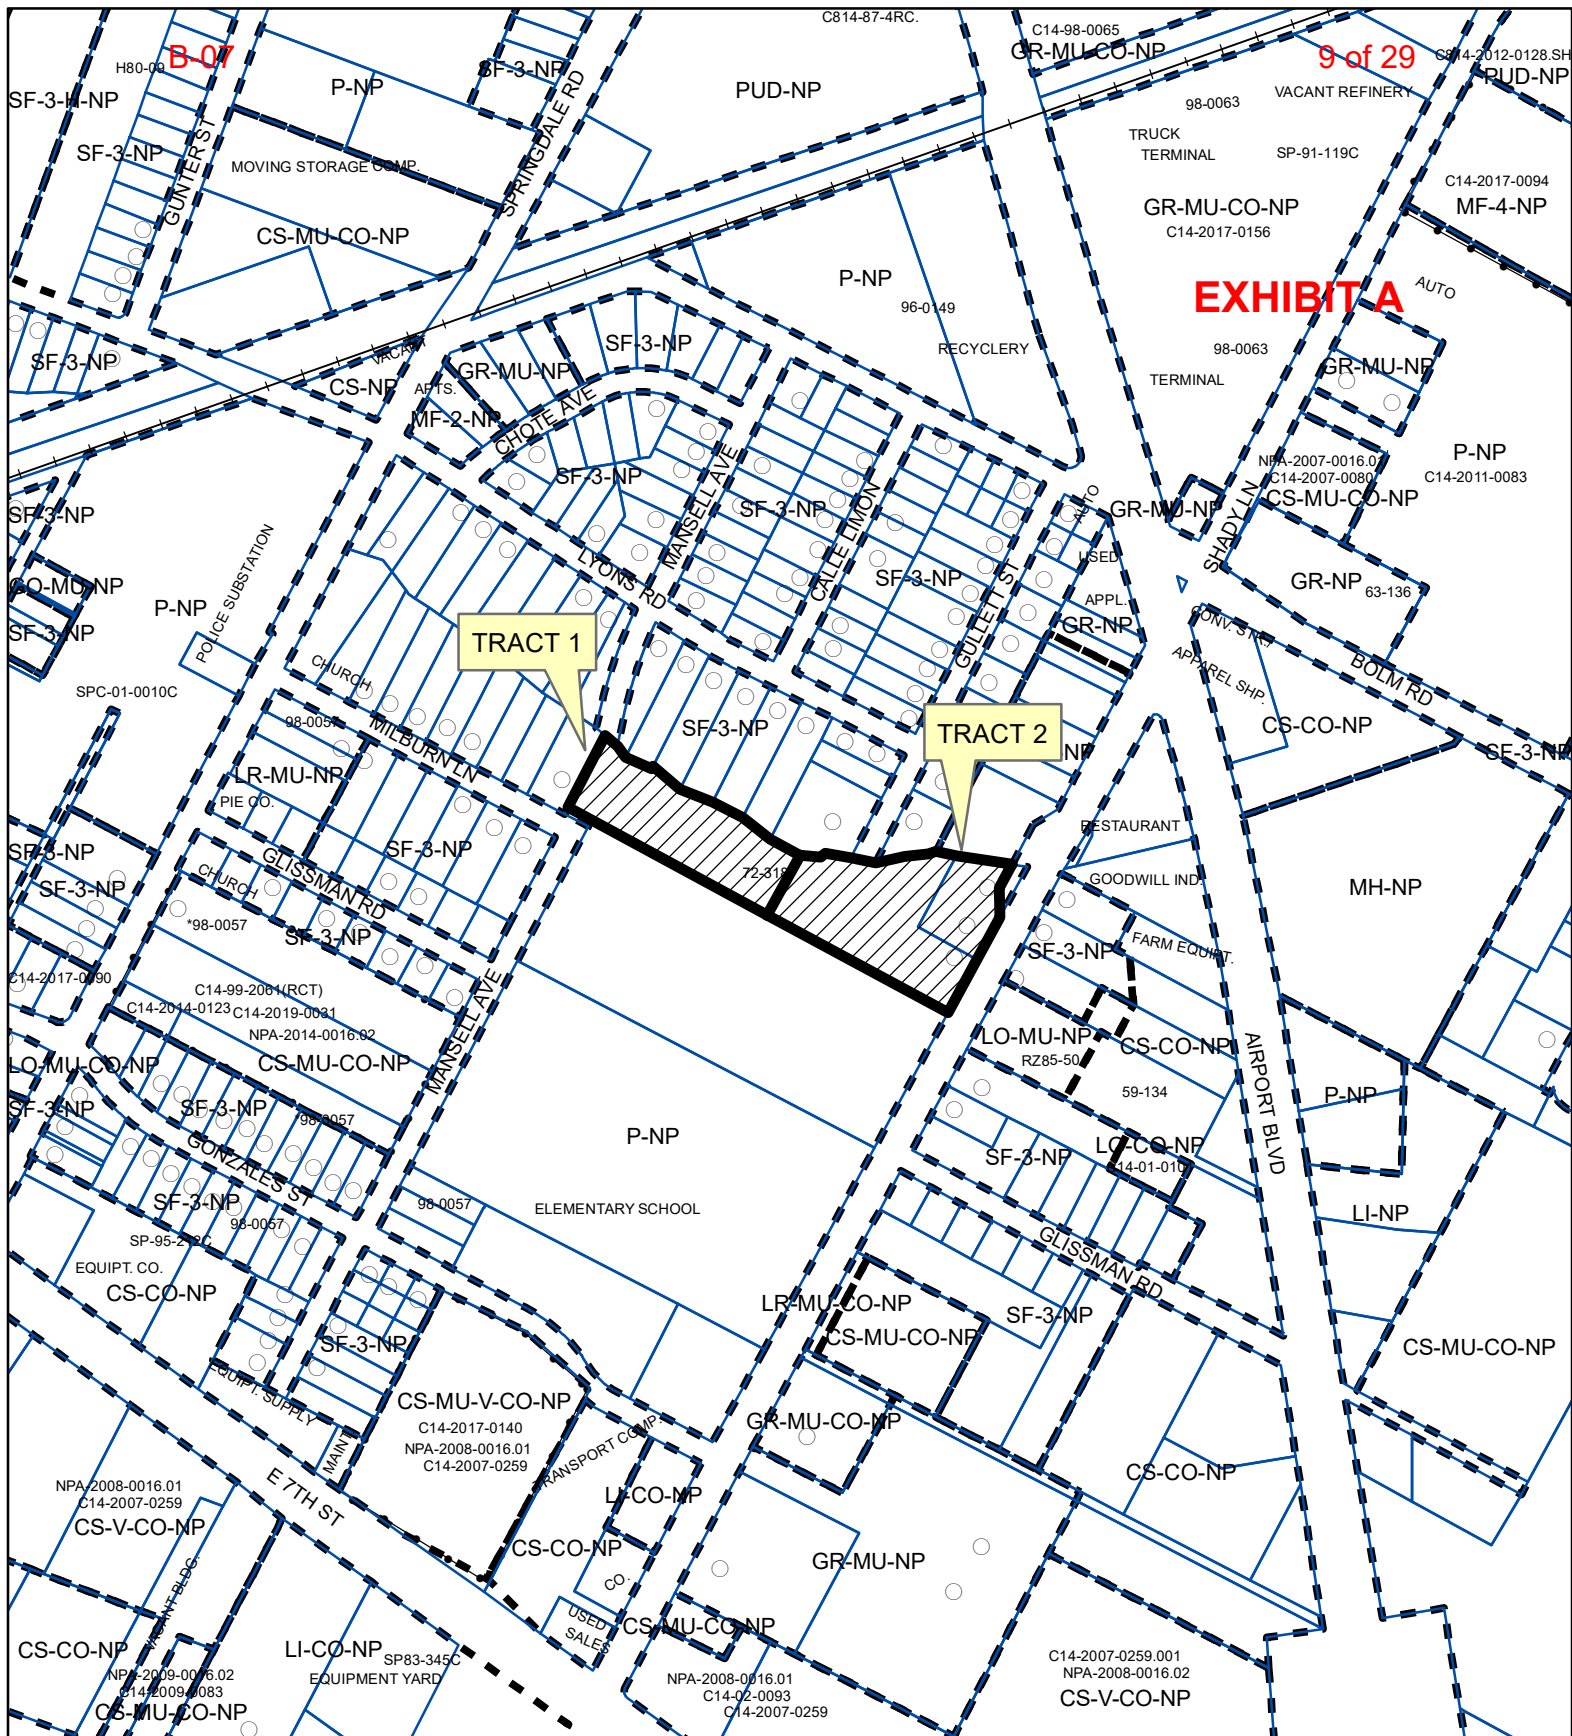 C814-87-4RC.
C14-98-0065
GR-MU-CO-NP
B-07
9 of 29
C814-2012-0128.SH
PUD-NP
H80-09
SF-3-NP
P-NP
SF-3-H-NP
PUD-NP
98-0063
VACANT REFINERY
SPRINGDALE RD
GUNTER ST
SF-3-NP
MOVING STORAGE COMP.
TRUCK
TERMINAL
SP-91-119C
C14-2017-0094
MF-4-NP
GR-MU-CO-NP
C14-2017-0156
CS-MU-CO-NP
P-NP
96-0149
EXHIBIT A
AUTO
RECYCLERY
98-0063
TERMINAL
GR-MU-NP
SF-3-NP
VACANT
CS-NP
APTS.
MF-2-NP
GR-MU-NP
SF-3-NP
CHOTE AVE
SF-3-NP
MANSELL AVE
SF-3-NP
CALLE LIMON
SF-3-NP
GULLETT ST
AUTO
USED
APPL.
GR-NP
GR-MU-NP
SHADY LN
NPA-2007-0016.01
C14-2007-0080
CS-MU-CO-NP
P-NP
C14-2011-0083
GR-NP
63-136
SF-3-NP
GO-MU-NP
SF-3-NP
P-NP
POLICE SUBSTATION
SPC-01-0010C
LYONS RD
TRACT 1
CHURCH
98-0057
MILBURN LN
SF-3-NP
TRACT 2
NP
CONV. STR./
APPAREL SHP.
BOLM RD
CS-CO-NP
SF-3-NP
LR-MU-NP
PIE CO.
SF-3-NP
GLISSMAN RD
CHURCH
*98-0057
SF-3-NP
SF-3-NP
SF-3-NP
72-318
RESTAURANT
GOODWILL IND.
MH-NP
SF-3-NP
FARM EQUIPT.
C14-2017-0090
C14-99-2061(RCT)
C14-2014-0123
C14-2019-0031
NPA-2014-0016.02
CS-MU-CO-NP
MANSELL AVE
LO-MU-CO-NP
SF-3-NP
SF-3-NP
98-0057
GONZALES ST
SF-3-NP
98-0057
SP-95-212C
EQUIPT. CO.
CS-CO-NP
P-NP
ELEMENTARY SCHOOL
98-0057
LO-MU-NP
RZ85-50
CS-CO-NP
59-134
AIRPORT BLVD
P-NP
SF-3-NP
LO-CO-NP
C14-01-010
LI-NP
GLISSMAN RD
LR-MU-CO-NP
CS-MU-CO-NP
SF-3-NP
CS-MU-CO-NP
SF-3-NP
EQUIPT. SUPPLY
MAINT.
CS-MU-V-CO-NP
C14-2017-0140
NPA-2008-0016.01
C14-2007-0259
TRANSPORT COMP.
GR-MU-CO-NP
LI-CO-NP
CS-CO-NP
CS-CO-NP
CO.
USED
SALES
E 7TH ST
NPA-2008-0016.01
C14-2007-0259
CS-V-CO-NP
VACANT BLDG.
GR-MU-NP
CS-MU-CO-NP
CS-CO-NP
LI-CO-NP
SP83-345C
EQUIPMENT YARD
NPA-2009-0016.02
C14-2009-0083
CS-MU-CO-NP
NPA-2008-0016.01
C14-02-0093
C14-2007-0259
C14-2007-0259.001
NPA-2008-0016.02
CS-V-CO-NP